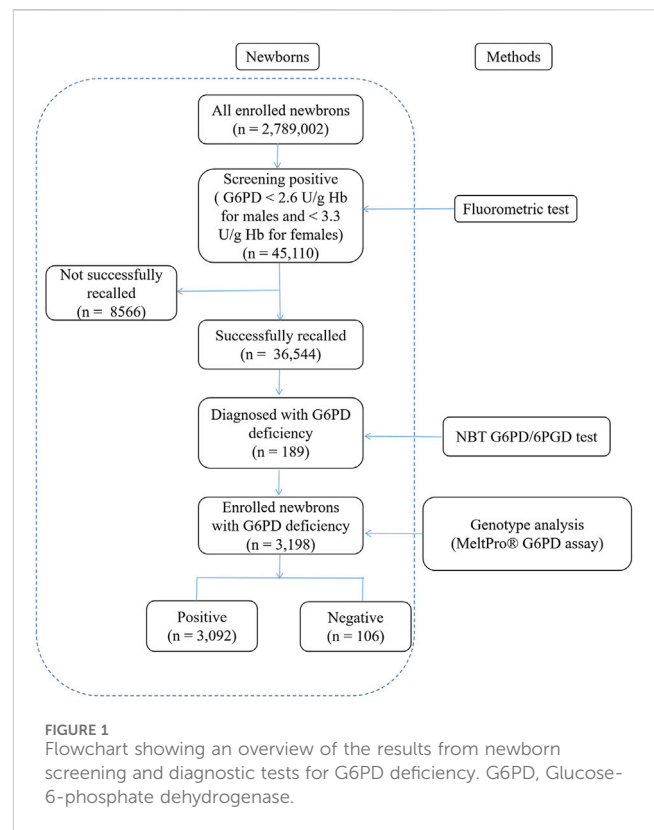 Newborns
Methods
All enrolled newbrons
(n = 2,789,002)
Screening positive
( G6PD < 2.6 U/g Hb
for males and < 3.3
U/g Hb for females)
(n = 45,110)
Fluorometric test
Not successfully
recalled
(n = 8566)
Successfully recalled
(n = 36,544)
Diagnosed with G6PD
deficiency
(n = 189)
NBT G6PD/6PGD test
Enrolled newbrons
with G6PD deficiency
(n = 3,198)
Genotype analysis
(MeltPro® G6PD assay)
Positive
(n = 3,092)
Negative
(n = 106)
FIGURE 1
Flowchart showing an overview of the results from newborn
screening and diagnostic tests for G6PD deficiency. G6PD, Glucose-
6-phosphate dehydrogenase.